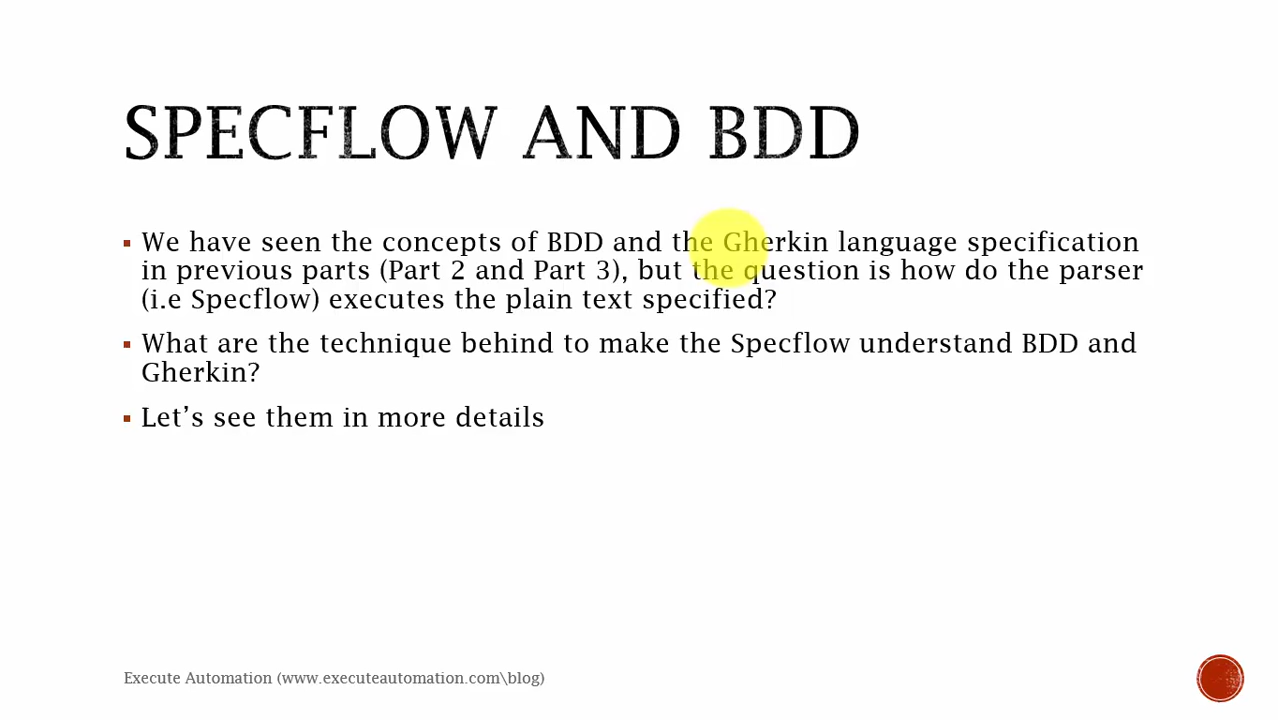 SPECFLOW AND BDD
▪ We have seen the concepts of BDD and the Gherkin language specification
in previous parts (Part 2 and Part 3), but the question is how do the parser
(i.e Specflow) executes the plain text specified?
▪ What are the technique behind to make the Specflow understand BDD and
Gherkin?
▪ Let’s see them in more details
Execute Automation (www.executeautomation.com\blog)